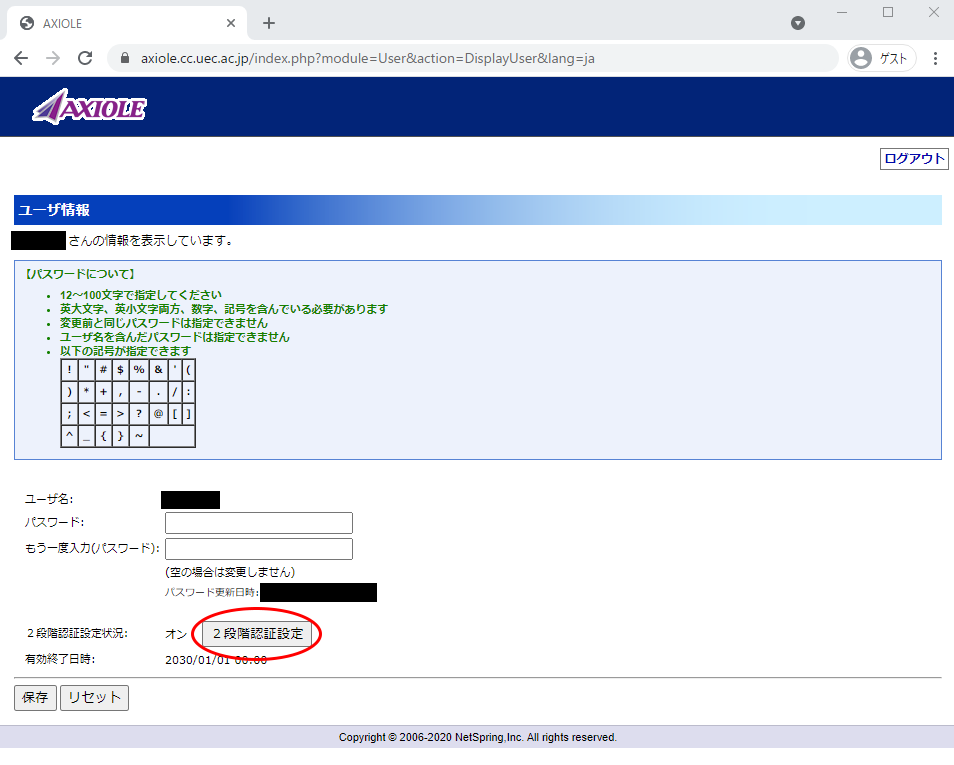 AXIOLE
axiole.cc.uec.ac.jp/index.php?module=User&action=DisplayUser&lang=ja
ゲスト
AXIOLE
ログアウト
ユーザ情報
さんの情報を表示しています。
【パスワードについて】
12～100文字で指定してください
英大文字、英小文字両方、数字、記号を含んでいる必要があります
変更前と同じパスワードは指定できません
ユーザ名を含んだパスワードは指定できません
以下の記号が指定できます
! " # $ % & ' (
) * + , - . / :
; < = > ? @ [ ]
^ _ { } ~
ユーザ名:
パスワード:
もう一度入力(パスワード):
(空の場合は変更しません)
パスワード更新日時:
２段階認証設定状況: オン ２段階認証設定
有効終了日時: 2030/01/01 00:00
保存 リセット
Copyright © 2006-2020 NetSpring,Inc. All rights reserved.